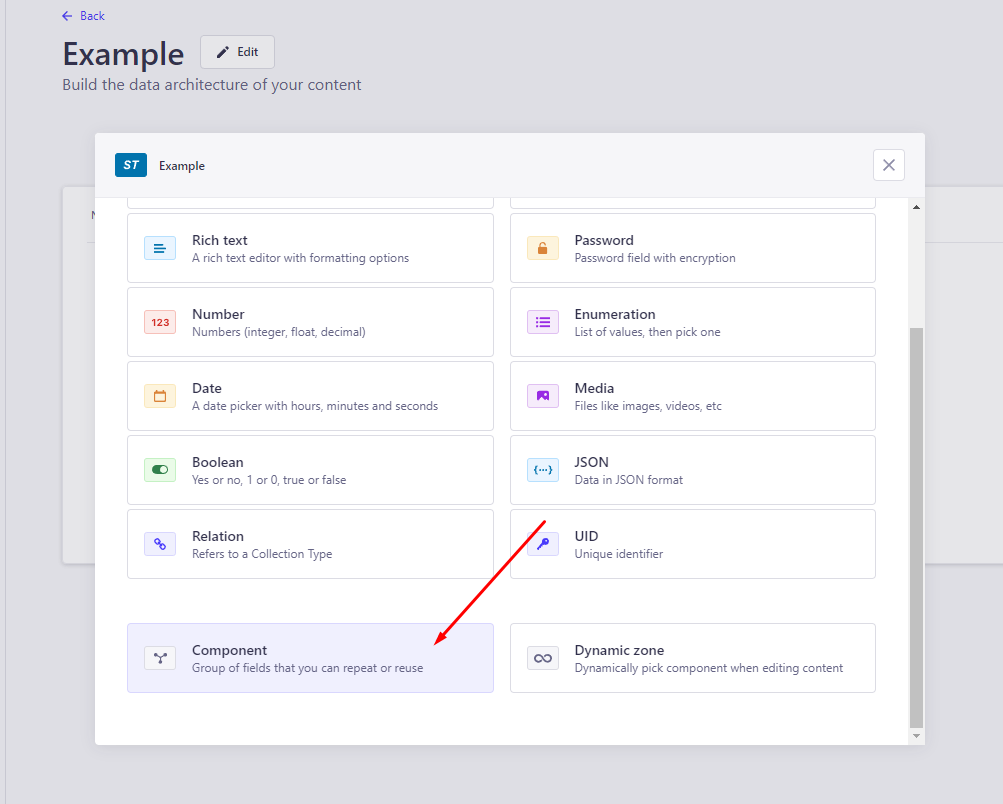 Back
Example
Edit
Build the data architecture of your content
ST
Example
Rich text
A rich text editor with formatting options
Password
Password field with encryption
123
Number
Numbers (integer, float, decimal)
Enumeration
List of values, then pick one
Date
A date picker with hours, minutes and seconds
Media
Files like images, videos, etc
Boolean
Yes or no, 1 or 0, true or false
JSON
Data in JSON format
Relation
Refers to a Collection Type
UID
Unique identifier
Component
Group of fields that you can repeat or reuse
Dynamic zone
Dynamically pick component when editing content